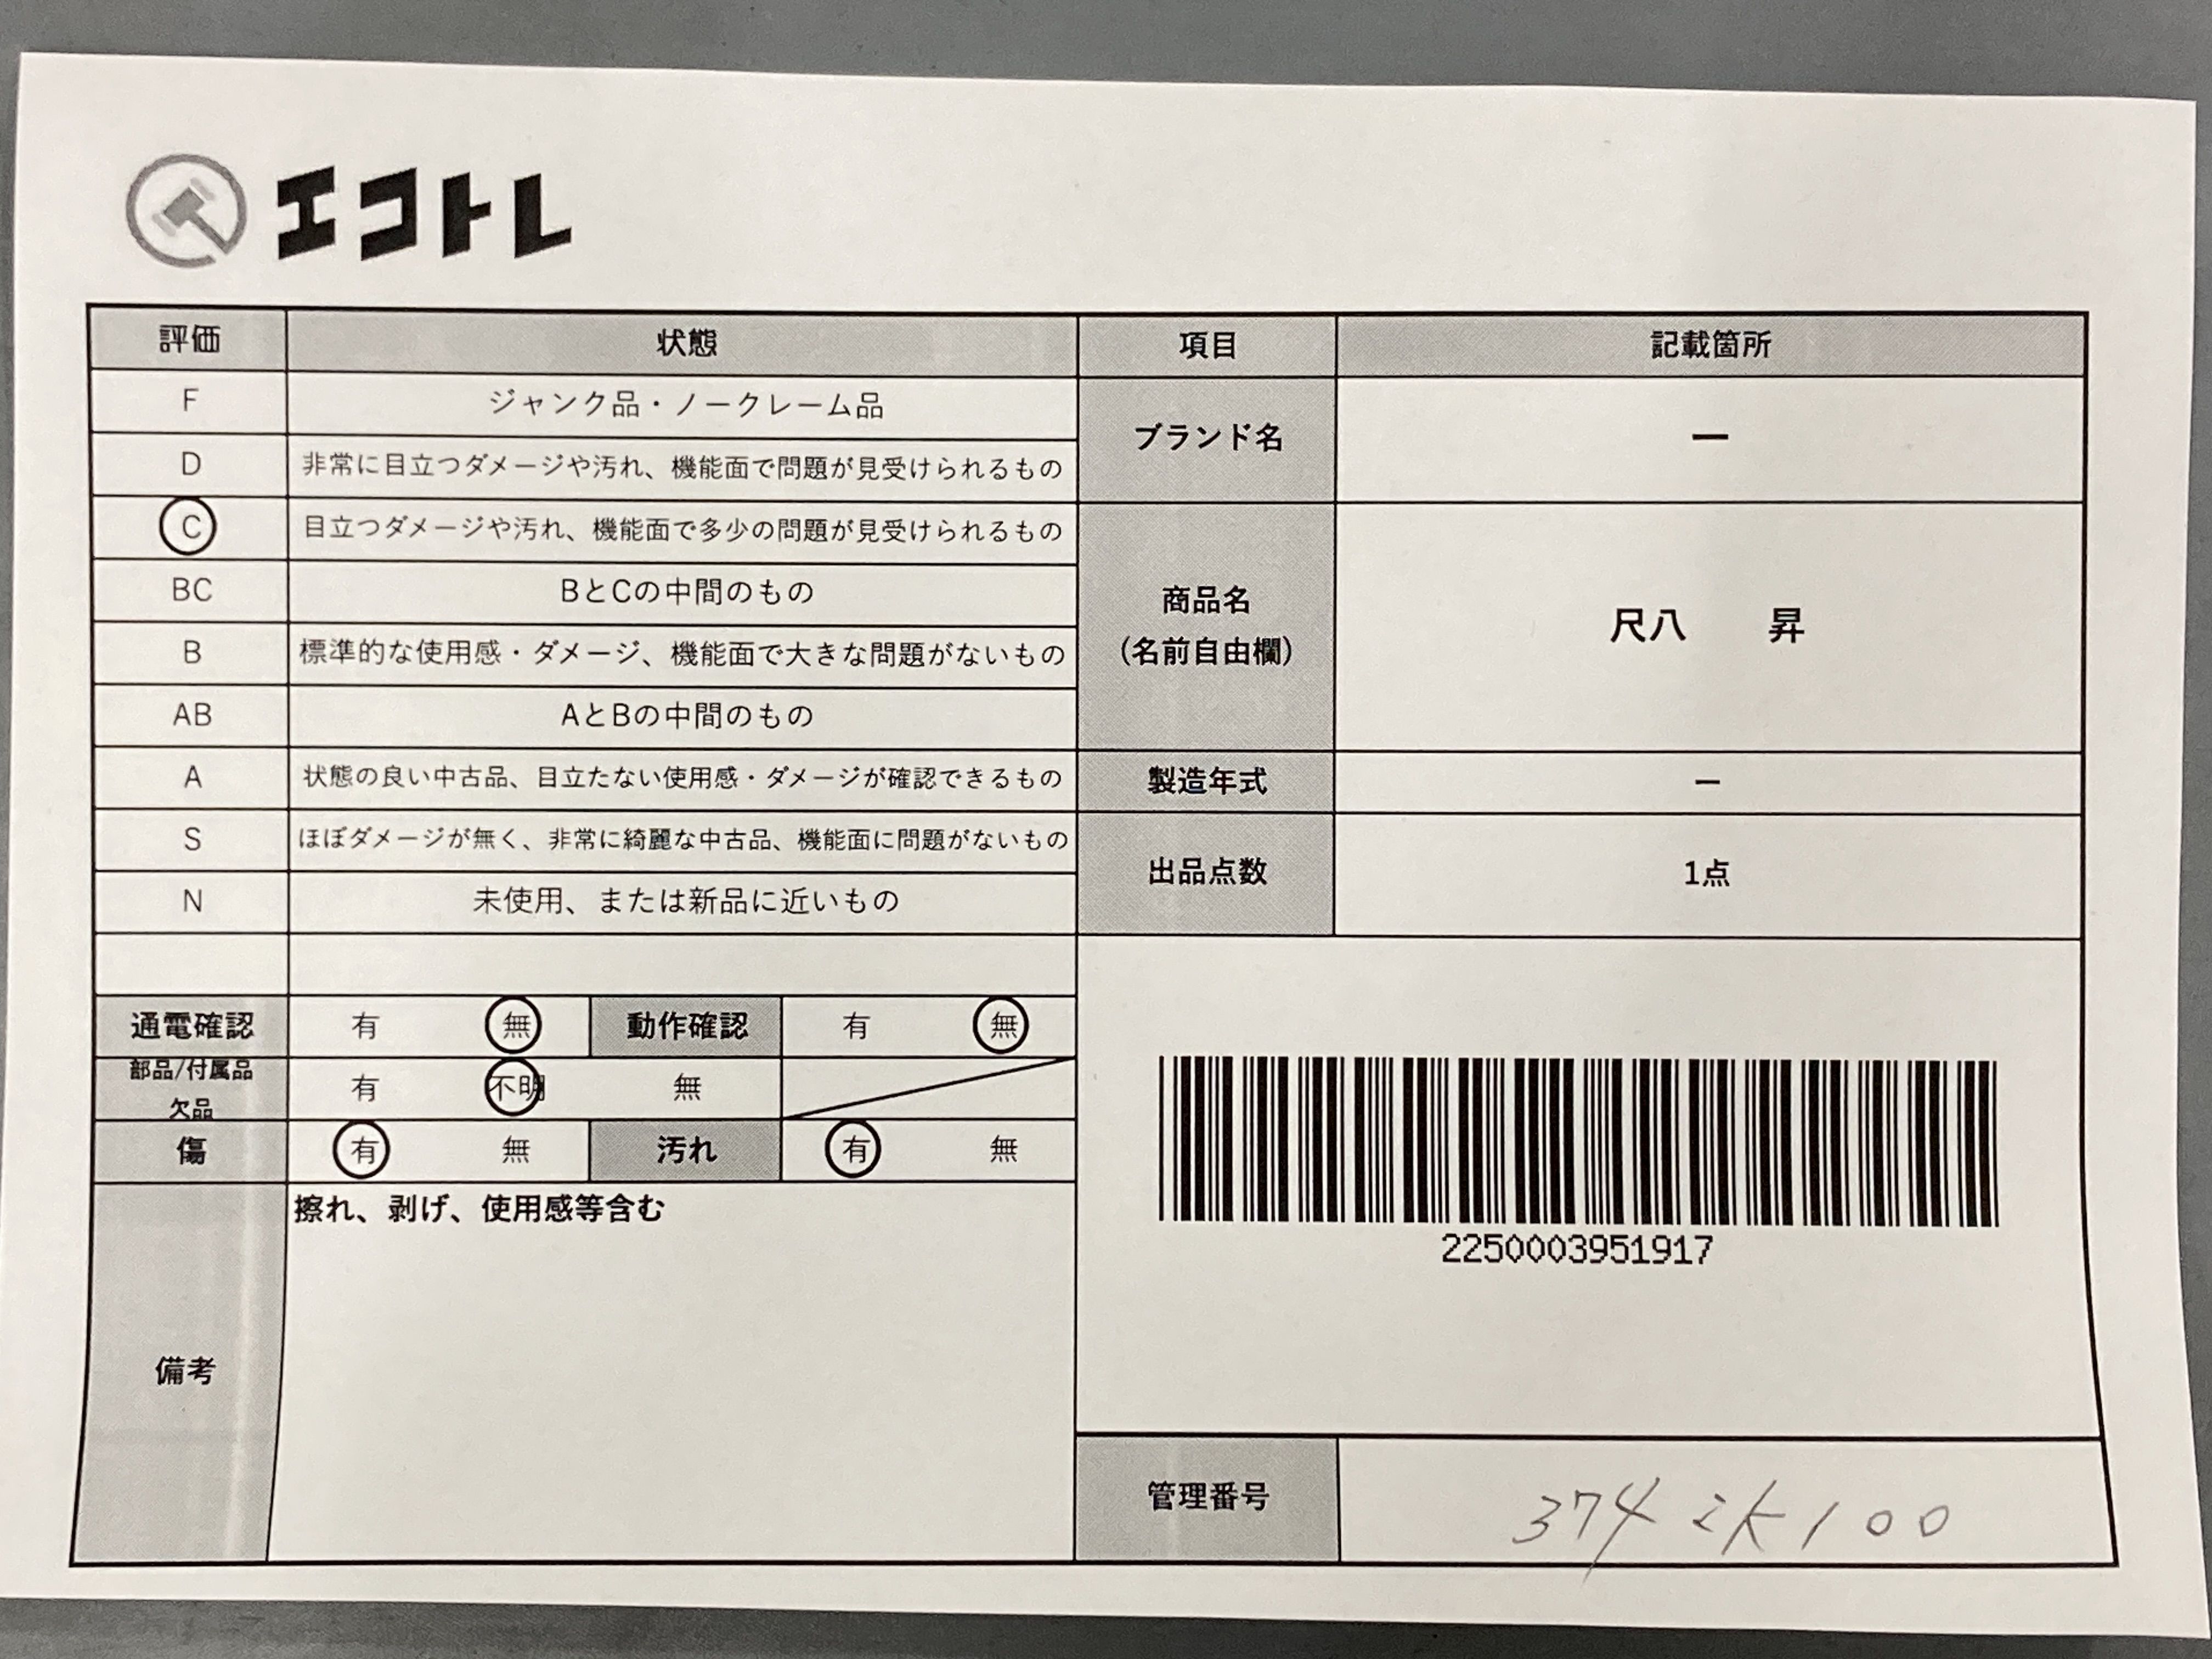 エコトレ
評価 状態 項目 記載箇所
F ジャンク品・ノークレーム品
D 非常に目立つダメージや汚れ、機能面で問題が見受けられるもの
ブランド名 ー
C 目立つダメージや汚れ、機能面で多少の問題が見受けられるもの
BC BとCの中間のもの
B 標準的な使用感・ダメージ、機能面で大きな問題がないもの
AB AとBの中間のもの
商品名
(名前自由欄)
尺八 昇
A 状態の良い中古品、目立たない使用感・ダメージが確認できるもの
製造年式 ー
S ほぼダメージが無く、非常に綺麗な中古品、機能面に問題がないもの
N 未使用、または新品に近いもの
出品点数 1点
通電確認 有 無 動作確認 有 無
部品/付属品
欠品
有 不明 無
傷 有 無 汚れ 有 無
備考
擦れ、剥げ、使用感等含む
2250003951917
管理番号 374 ik100